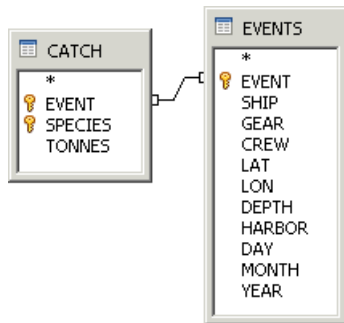 CATCH
*
EVENT
SPECIES
TONNES
EVENTS
*
EVENT
SHIP
GEAR
CREW
LAT
LON
DEPTH
HARBOR
DAY
MONTH
YEAR